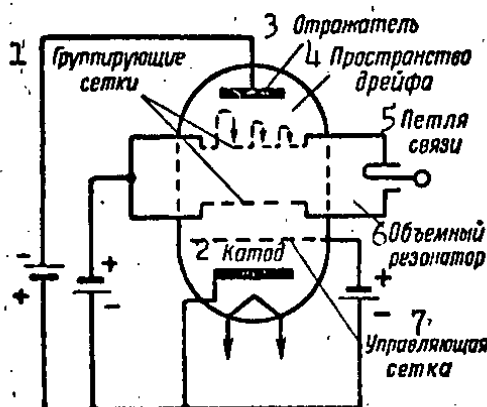 3 Отражатель
1 Группирующие
сетки
4 Пространство
дрейфа
5 Петля
связи
6 Объемный
резонатор
2 Катод
7
Управляющая
сетка
- +
+ -
+ -